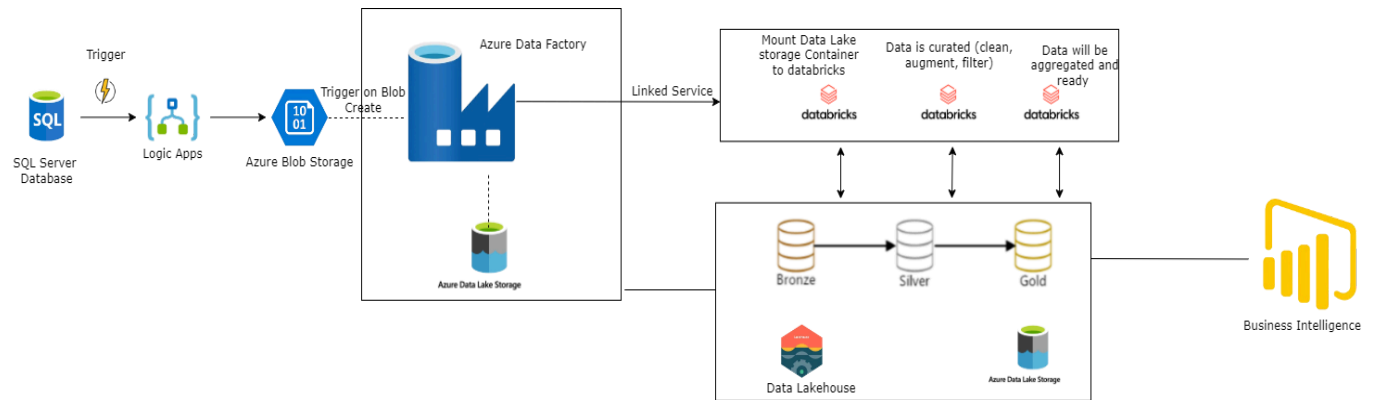 Trigger
SQL
SQL Server
Database
Logic Apps
10
01
Azure Blob Storage
Trigger on Blob
Create
Azure Data Factory
Azure Data Lake Storage
Linked Service
Mount Data Lake
storage Container
to databricks
databricks
Data is curated (clean,
augment, filter)
databricks
Data will be
aggregated and
ready
databricks
Bronze
Silver
Gold
Data Lakehouse
Azure Data Lake Storage
Business Intelligence